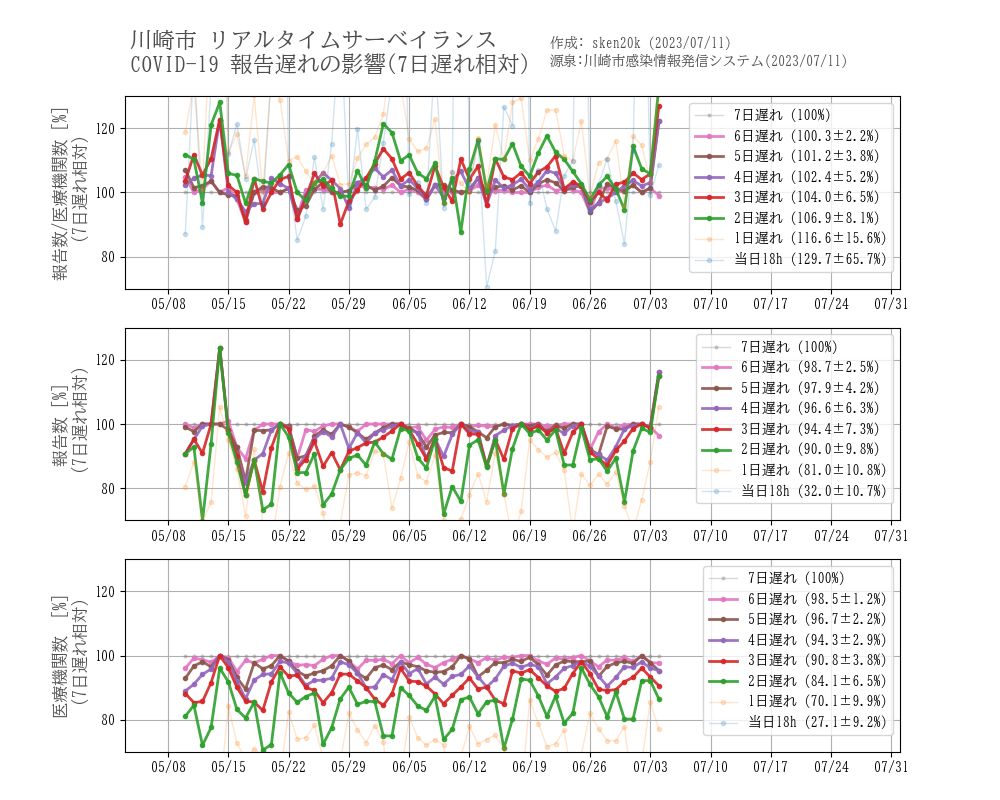 川崎市 リアルタイムサーベイランス
COVID-19 報告遅れの影響(7日遅れ相対)
作成: sken20k (2023/07/11)
源泉:川崎市感染情報発信システム(2023/07/11)
報告数/医療機関数 [%]
(7日遅れ相対)
120
100
80
7日遅れ (100%)
6日遅れ (100.3±2.2%)
5日遅れ (101.2±3.8%)
4日遅れ (102.4±5.2%)
3日遅れ (104.0±6.5%)
2日遅れ (106.9±8.1%)
1日遅れ (116.6±15.6%)
当日18h (129.7±65.7%)
05/08 05/15 05/22 05/29 06/05 06/12 06/19 06/26 07/03 07/10 07/17 07/24 07/31
報告数 [%]
(7日遅れ相対)
120
100
80
7日遅れ (100%)
6日遅れ (98.7±2.5%)
5日遅れ (97.9±4.2%)
4日遅れ (96.6±6.3%)
3日遅れ (94.4±7.3%)
2日遅れ (90.0±9.8%)
1日遅れ (81.0±10.8%)
当日18h (32.0±10.7%)
05/08 05/15 05/22 05/29 06/05 06/12 06/19 06/26 07/03 07/10 07/17 07/24 07/31
医療機関数 [%]
(7日遅れ相対)
120
100
80
7日遅れ (100%)
6日遅れ (98.5±1.2%)
5日遅れ (96.7±2.2%)
4日遅れ (94.3±2.9%)
3日遅れ (90.8±3.8%)
2日遅れ (84.1±6.5%)
1日遅れ (70.1±9.9%)
当日18h (27.1±9.2%)
05/08 05/15 05/22 05/29 06/05 06/12 06/19 06/26 07/03 07/10 07/17 07/24 07/31